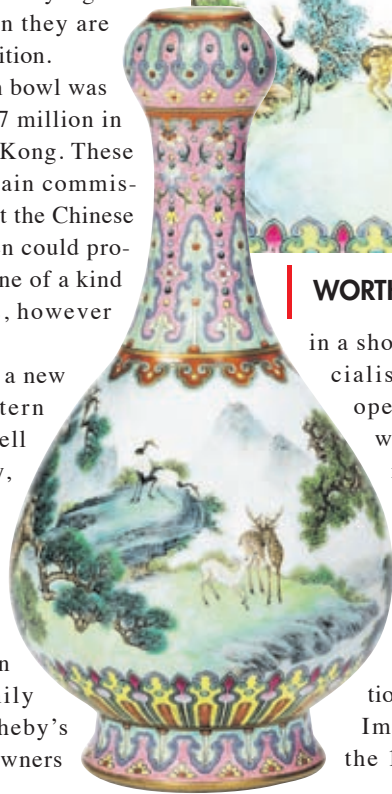 n they are
ition.
bowl was
7 million in
Kong. These
ain commis-
t the Chinese
n could pro-
ne of a kind
, however
a new
tern
ell
n
ily
heby's
wners
WORTH
in a sho
cialis
ope
w
tio
Im
the 1